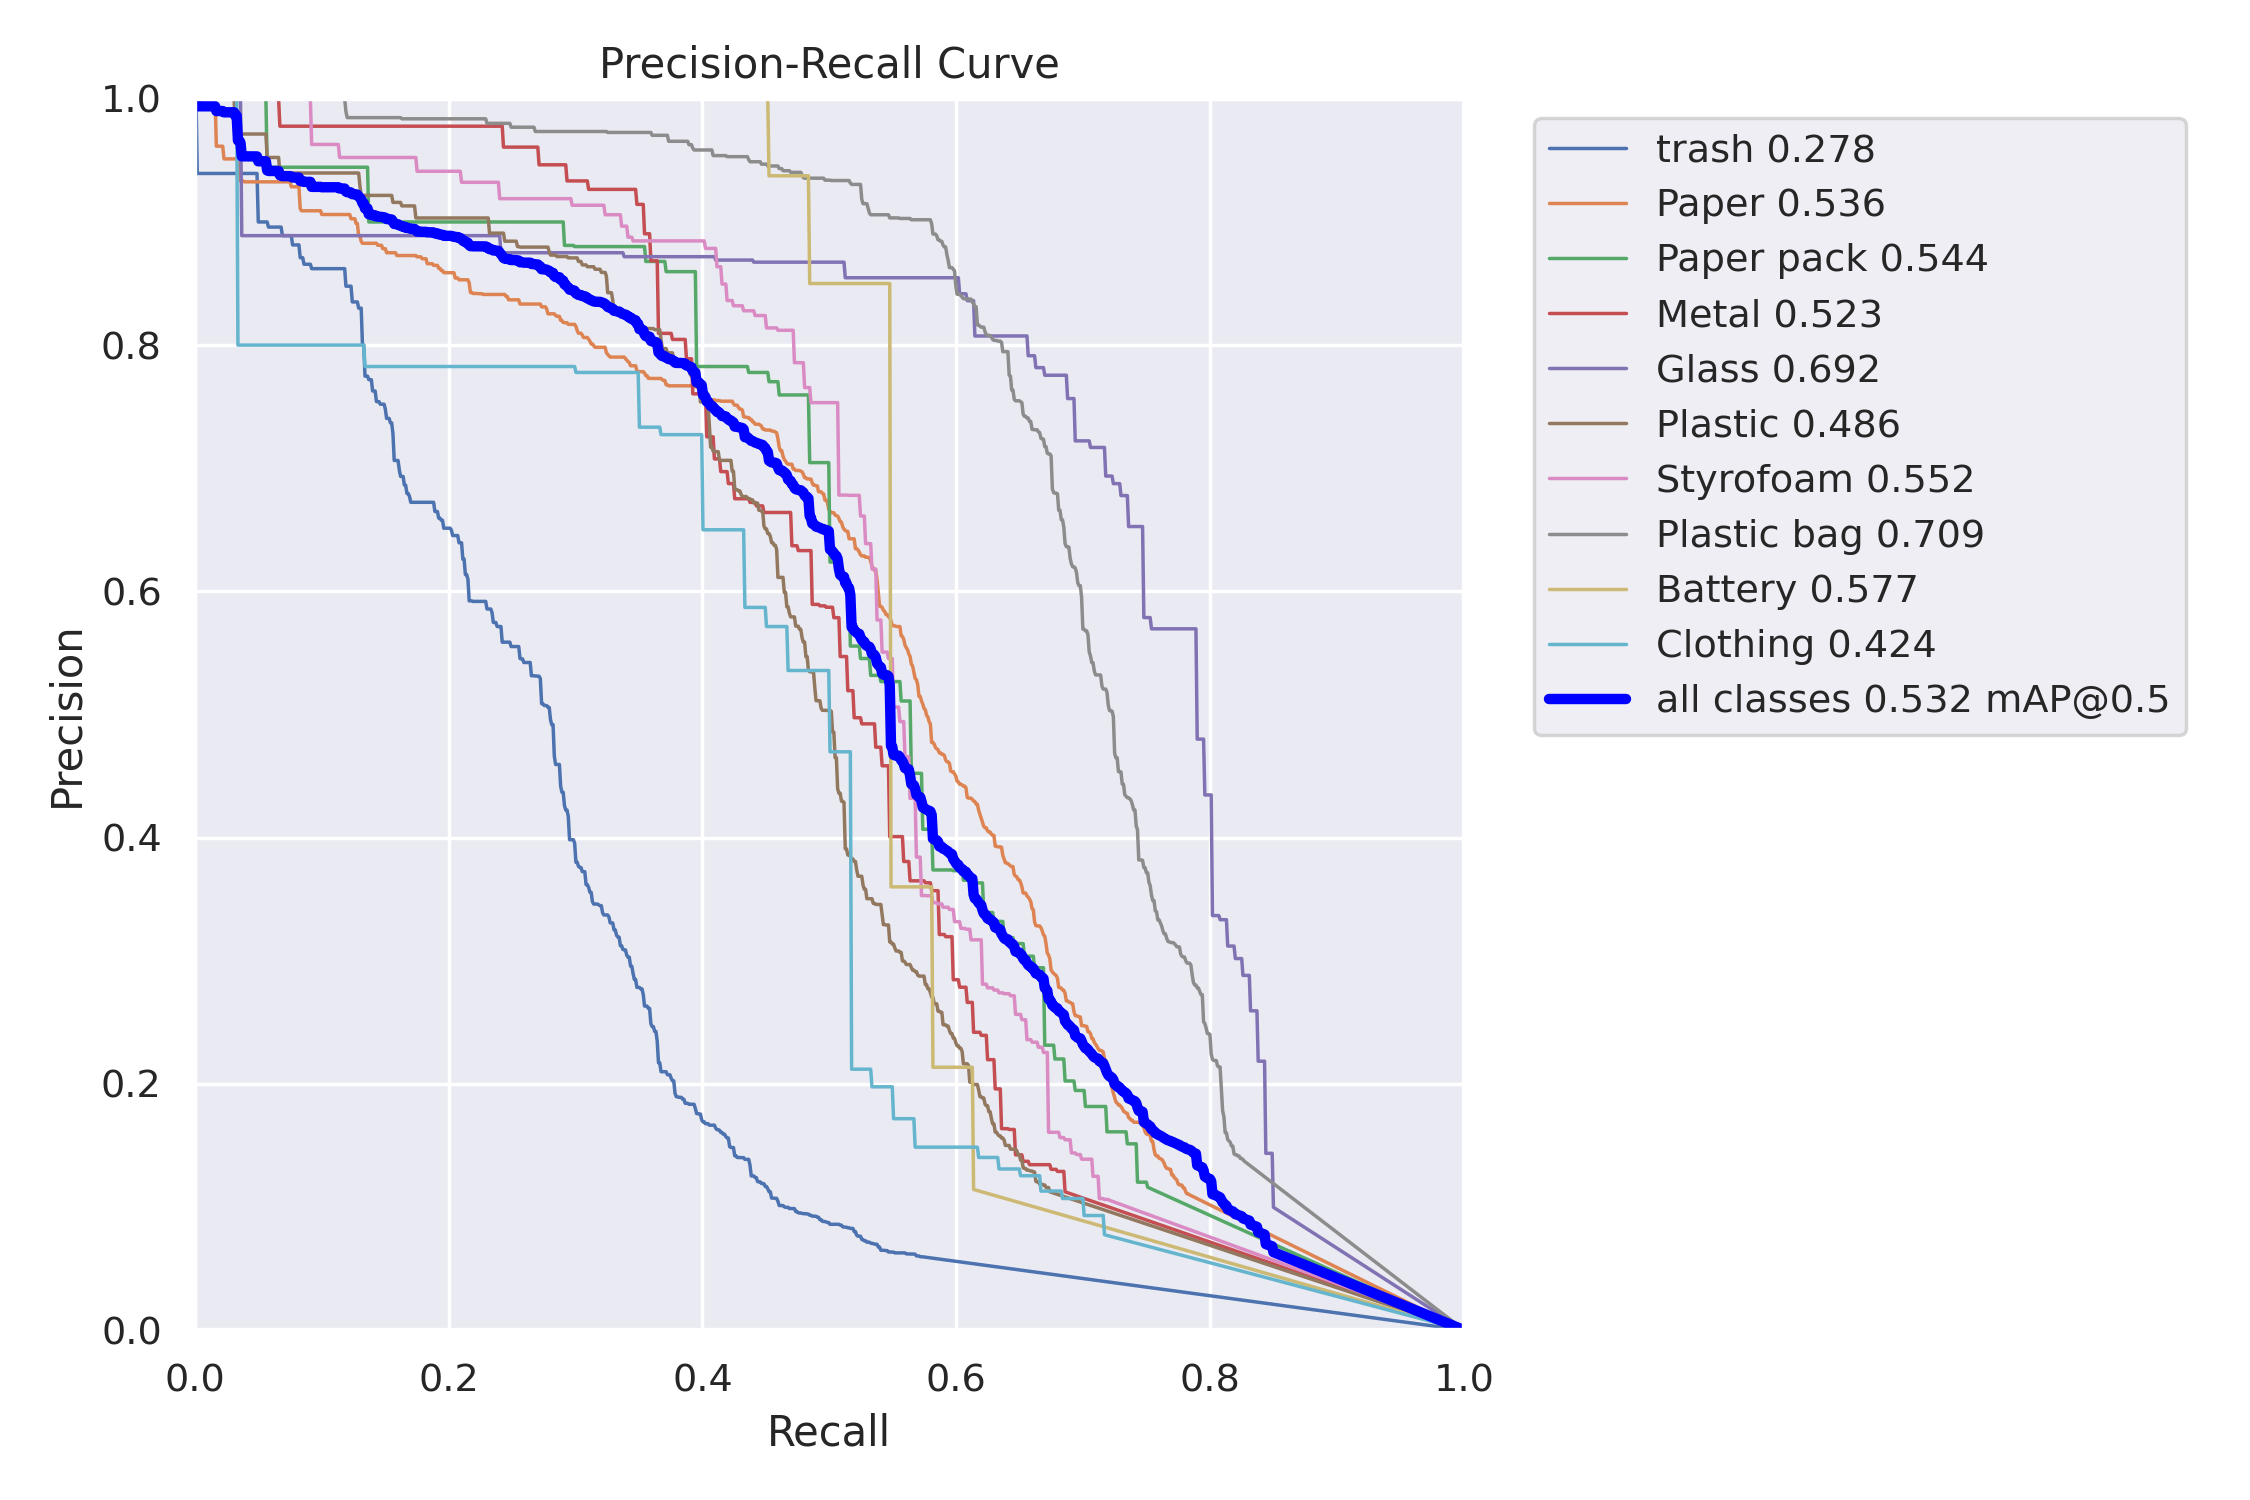 Precision-Recall Curve
1.0
0.8
0.6
0.4
0.2
0.0
Precision
0.0 0.2 0.4 0.6 0.8 1.0
Recall
trash 0.278
Paper 0.536
Paper pack 0.544
Metal 0.523
Glass 0.692
Plastic 0.486
Styrofoam 0.552
Plastic bag 0.709
Battery 0.577
Clothing 0.424
all classes 0.532 mAP@0.5